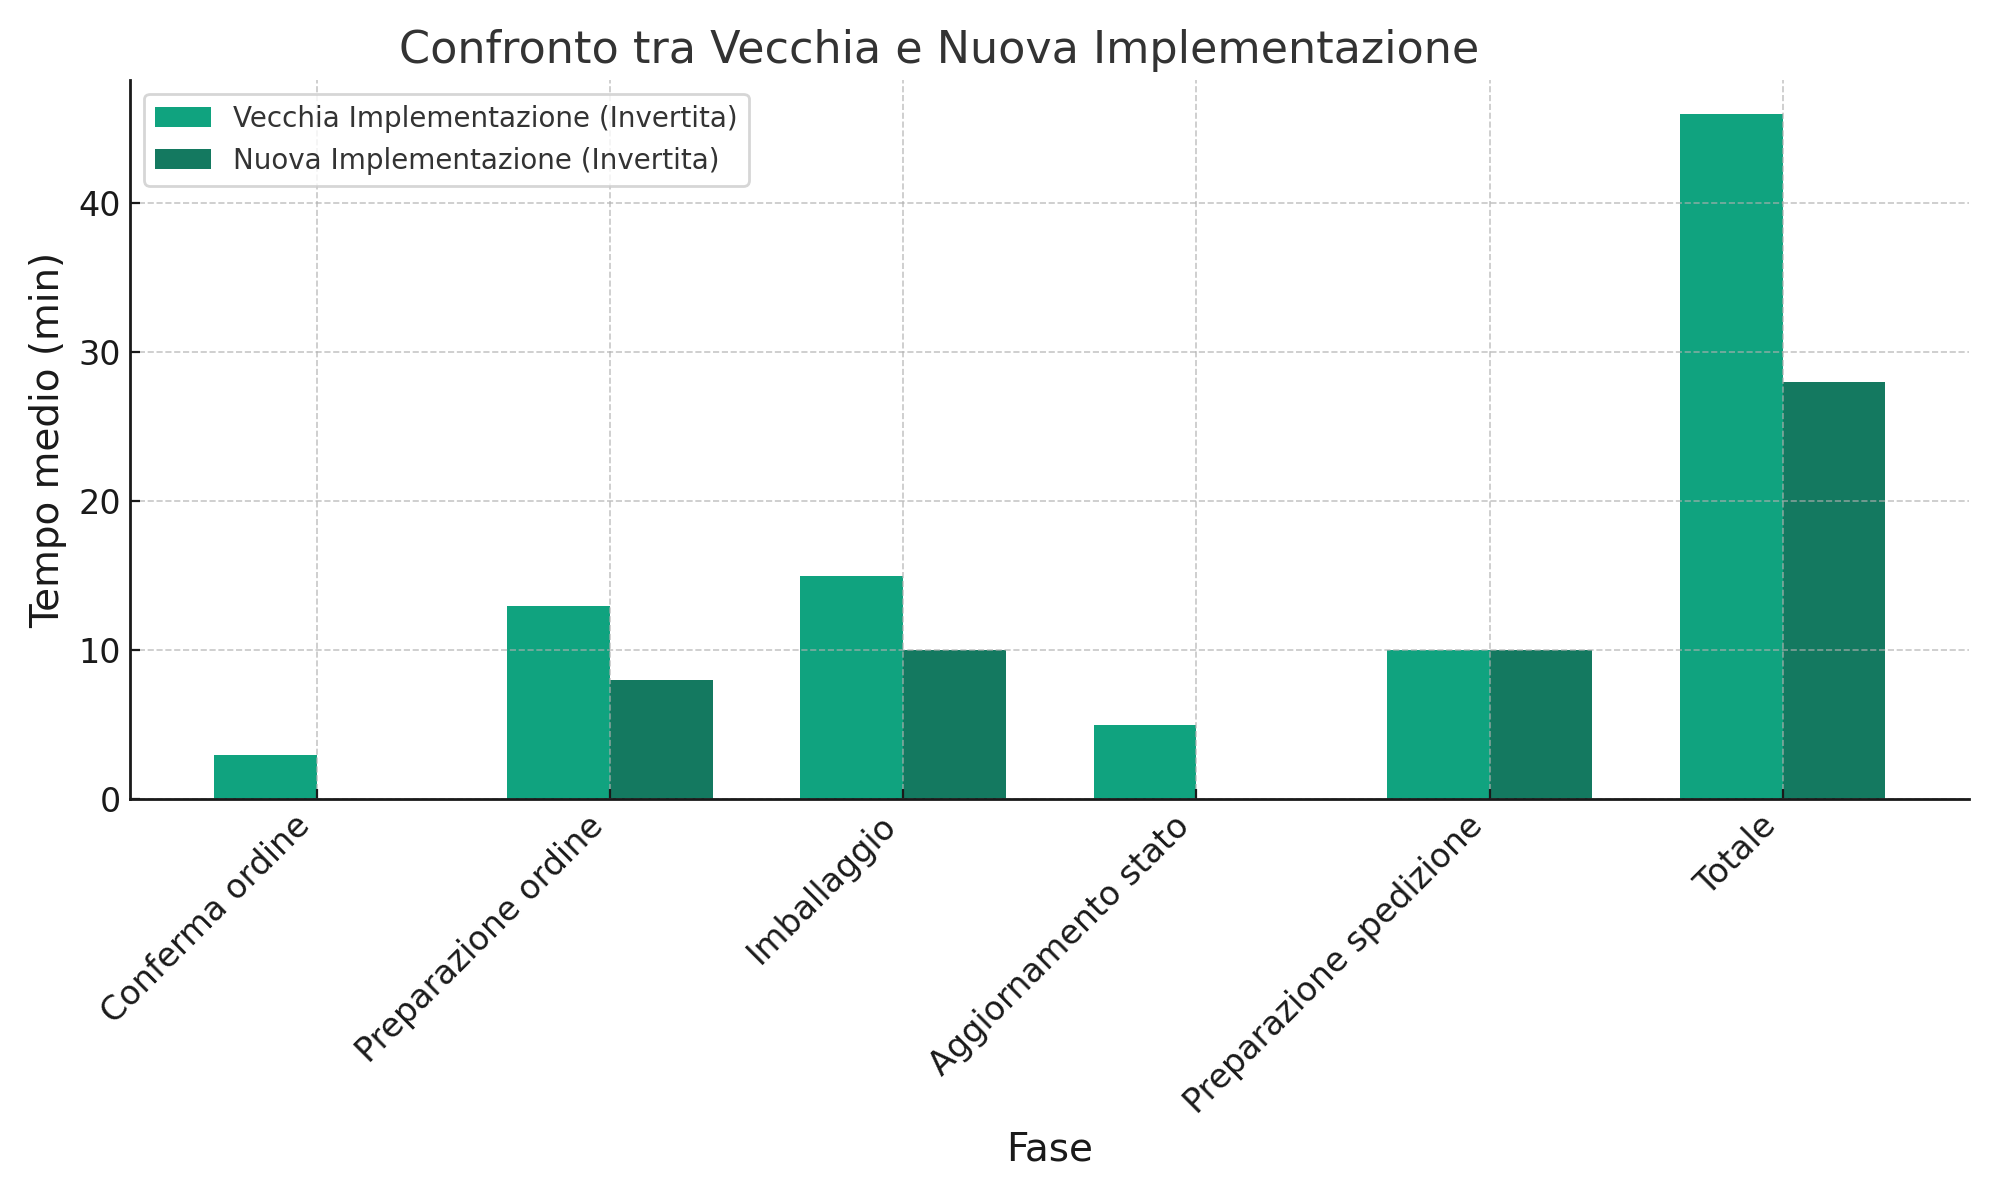 Confronto tra Vecchia e Nuova Implementazione
Vecchia Implementazione (Invertita)
Nuova Implementazione (Invertita)
Tempo medio (min)
40
30
20
10
0
Conferma ordine
Preparazione ordine
Imballaggio
Aggiornamento stato
Preparazione spedizione
Totale
Fase